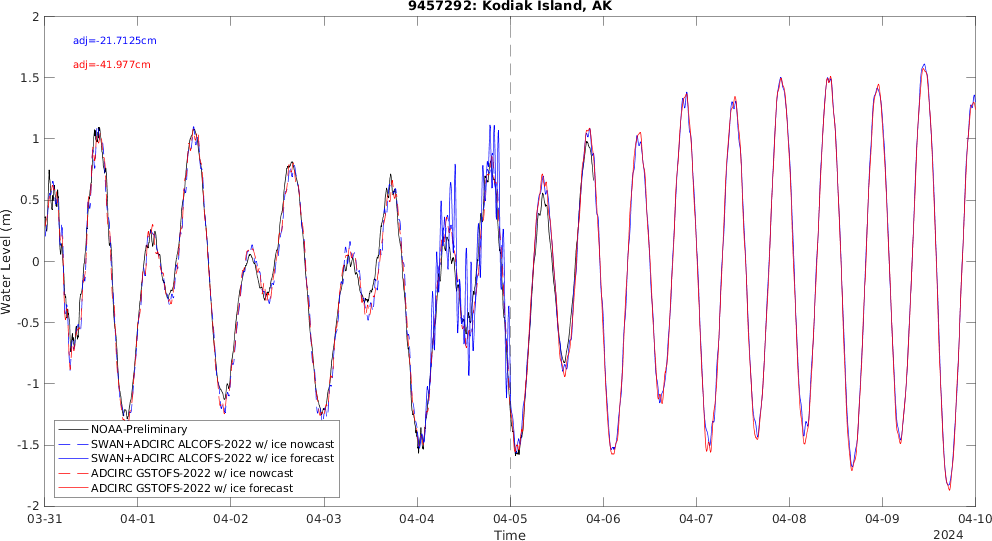 9457292: Kodiak Island, AK
adj=-21.7125cm
adj=-41.977cm
Water Level (m)
2
1.5
1
0.5
0
-0.5
-1
-1.5
-2
NOAA-Preliminary
SWAN+ADCIRC ALCOFS-2022 w/ ice nowcast
SWAN+ADCIRC ALCOFS-2022 w/ ice forecast
ADCIRC GSTOFS-2022 w/ ice nowcast
ADCIRC GSTOFS-2022 w/ ice forecast
03-31 04-01 04-02 04-03 04-04 04-05 04-06 04-07 04-08 04-09 04-10
Time
2024